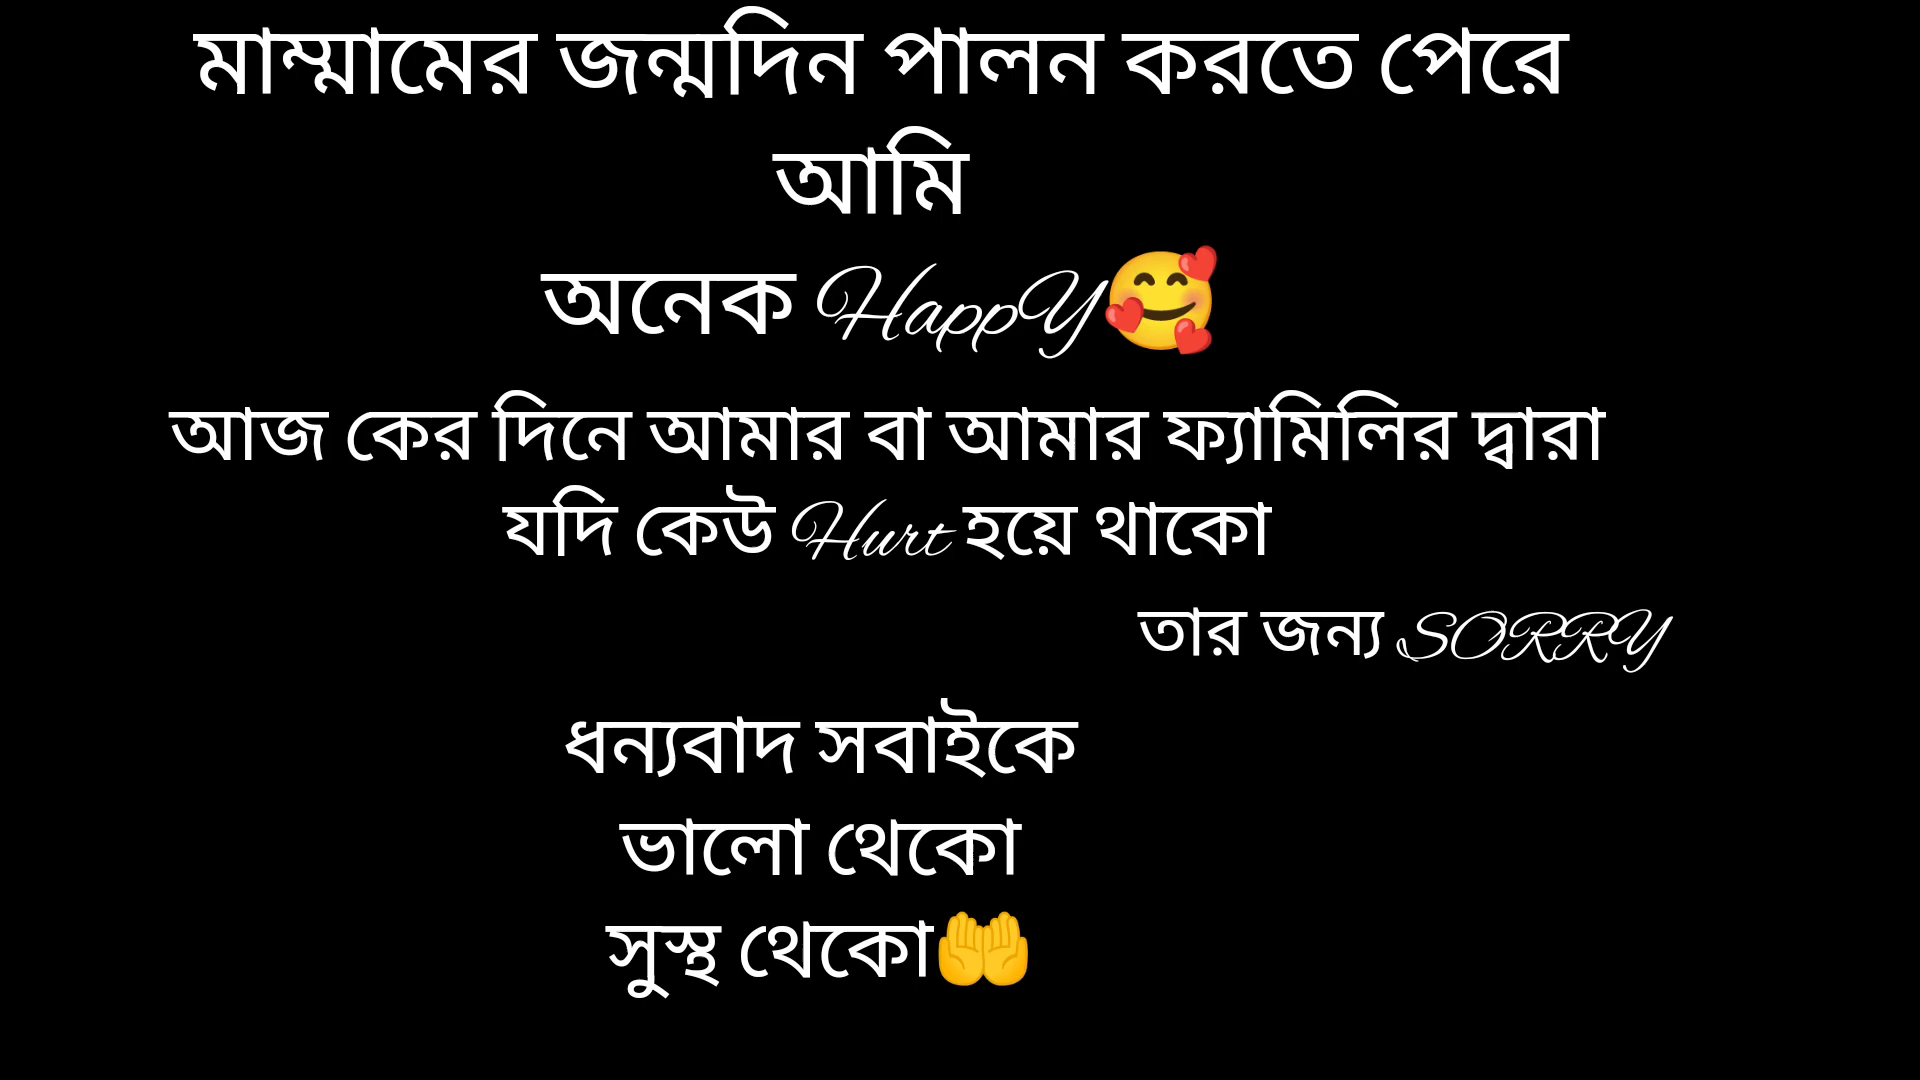 মাম্মামের জন্মদিন পালন করতে পেরে
আমি
অনেক HappY🥰
আজ কের দিনে আমার বা আমার ফ্যামিলির দ্বারা
যদি কেউ Hurt হয়ে থাকো
তার জন্য SORRY
ধন্যবাদ সবাইকে
ভালো থেকো
সুস্থ থেকো🤲